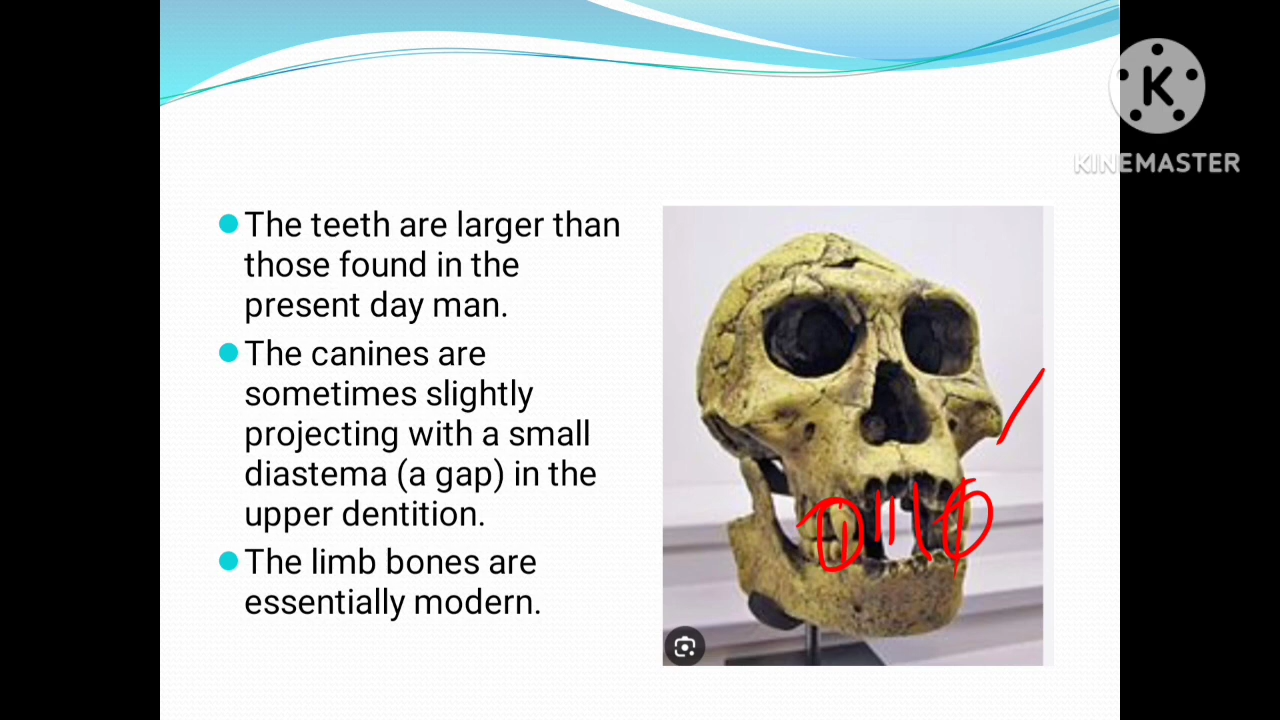 K
KINEMASTER
The teeth are larger than
those found in the
present day man.
The canines are
sometimes slightly
projecting with a small
diastema (a gap) in the
upper dentition.
The limb bones are
essentially modern.